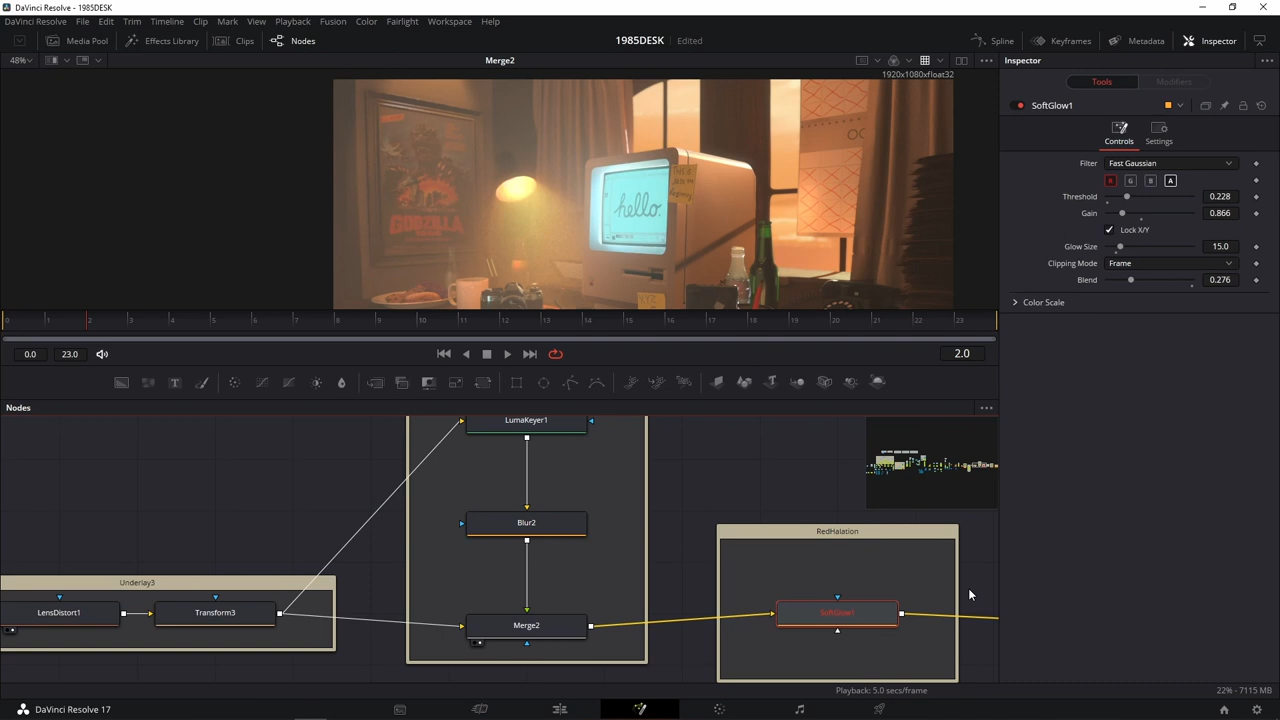 DaVinci Resolve - 1985DESK
DaVinci Resolve File Edit Trim Timeline Clip Mark View Playback Fusion Color Fairlight Workspace Help
Media Pool Effects Library Clips Nodes 1985DESK Edited Spline Keyframes Metadata Inspector
48% Merge2 Inspector
1920x1080xfloat32
Tools Modifiers
SoftGlow1
Controls Settings
Filter Fast Gaussian
R G B A
Threshold 0.228
Gain 0.866
Lock X/Y
Glow Size 15.0
Clipping Mode Frame
Blend 0.276
Color Scale
GODZILLA
hello.
0 1 2 3 4 5 6 7 8 9 10 11 12 13 14 15 16 17 18 19 20 21 22 23
0.0 23.0 2.0
Nodes
LumaKeyer1
Blur2
RedHalation
Underlay3
LensDistort1 Transform3 Merge2 SoftGlow1
Playback: 5.0 secs/frame 22% - 7115 MB
DaVinci Resolve 17